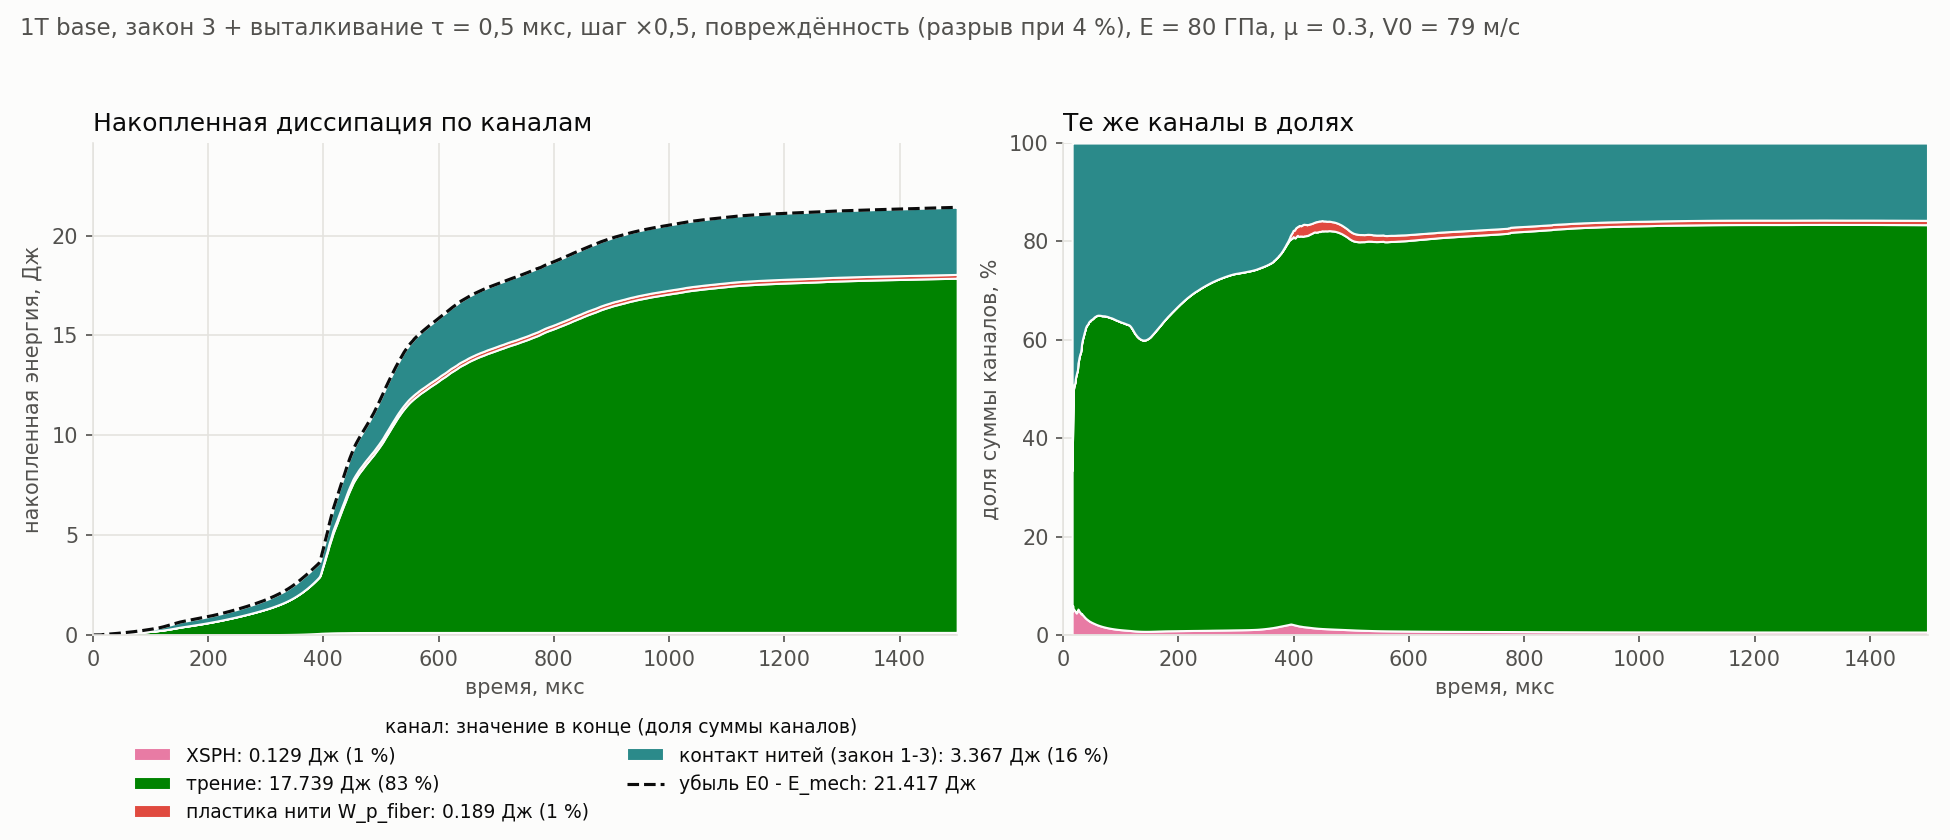 1T base, закон 3 + выталкивание τ = 0,5 мкс, шаг ×0,5, повреждённость (разрыв при 4 %), E = 80 ГПа, μ = 0.3, V0 = 79 м/с
Накопленная диссипация по каналам
накопленная энергия, Дж
20
15
10
5
0
0 200 400 600 800 1000 1200 1400
время, мкс
Те же каналы в долях
доля суммы каналов, %
100
80
60
40
20
0
0 200 400 600 800 1000 1200 1400
время, мкс
канал: значение в конце (доля суммы каналов)
XSPH: 0.129 Дж (1 %)
трение: 17.739 Дж (83 %)
пластика нити W_p_fiber: 0.189 Дж (1 %)
контакт нитей (закон 1-3): 3.367 Дж (16 %)
убыль E0 - E_mech: 21.417 Дж